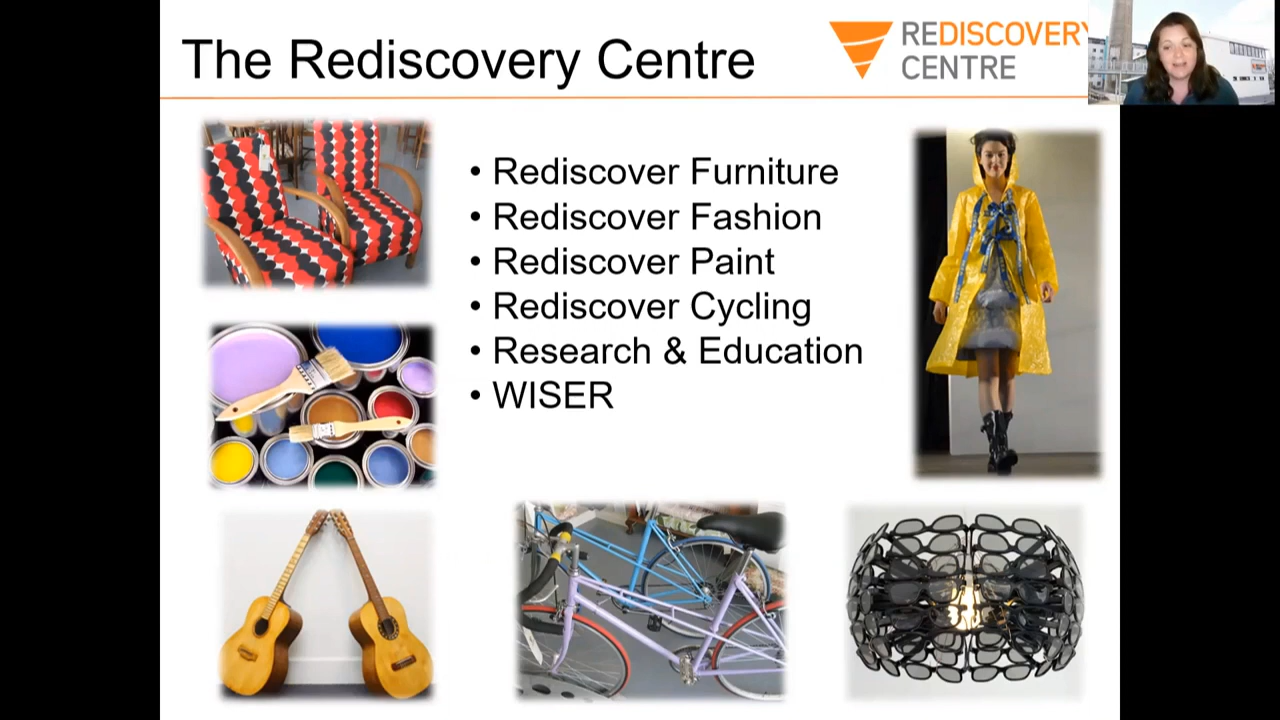 The Rediscovery Centre
REDISCOVERY
CENTRE
• Rediscover Furniture
• Rediscover Fashion
• Rediscover Paint
• Rediscover Cycling
• Research & Education
• WISER